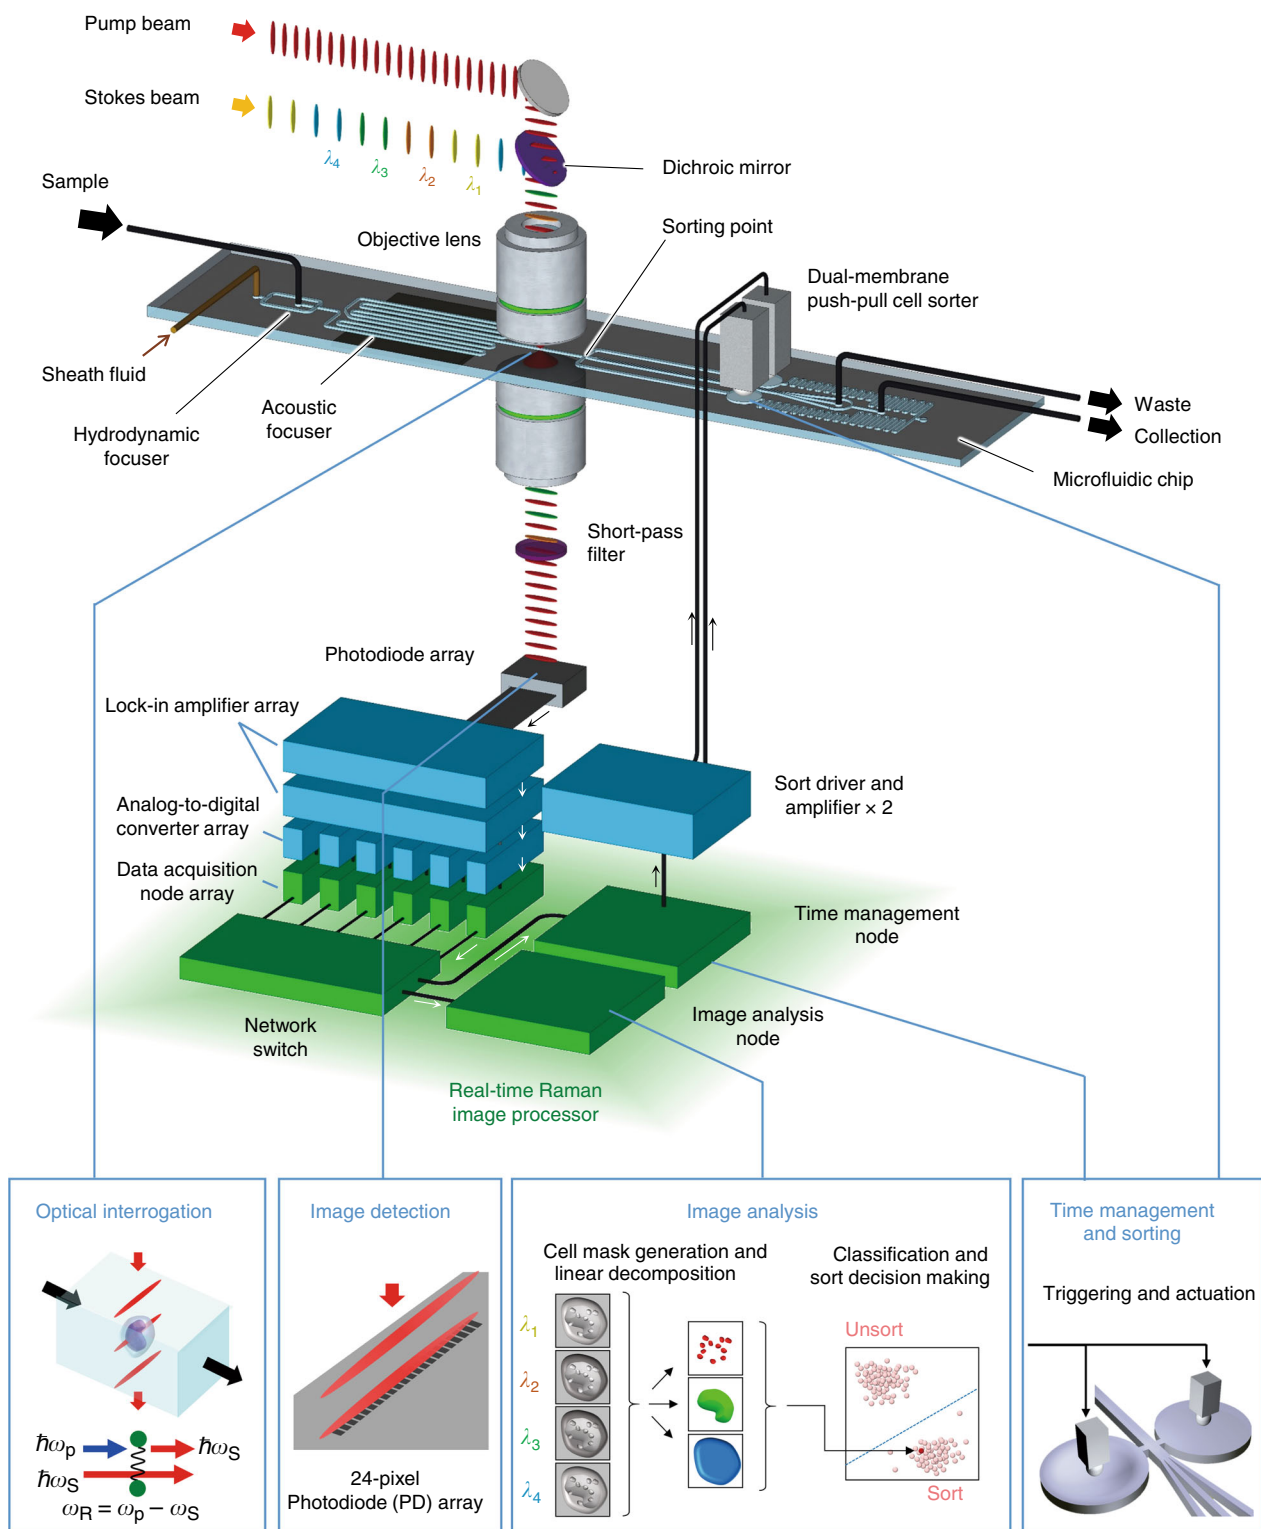 Pump beam
Stokes beam
λ4
λ3
λ2
λ1
Dichroic mirror
Sample
Objective lens
Sorting point
Dual-membrane
push-pull cell sorter
Sheath fluid
Hydrodynamic
focuser
Acoustic
focuser
Waste
Collection
Microfluidic chip
Short-pass
filter
Photodiode array
Lock-in amplifier array
Analog-to-digital
converter array
Data acquisition
node array
Sort driver and
amplifier × 2
Time management
node
Image analysis
node
Network
switch
Real-time Raman
image processor
Optical interrogation
ħωp
ħωS
ħωS
ωR = ωp − ωS
Image detection
24-pixel
Photodiode (PD) array
Image analysis
Cell mask generation and
linear decomposition
λ1
λ2
λ3
λ4
Classification and
sort decision making
Unsort
Sort
Time management
and sorting
Triggering and actuation